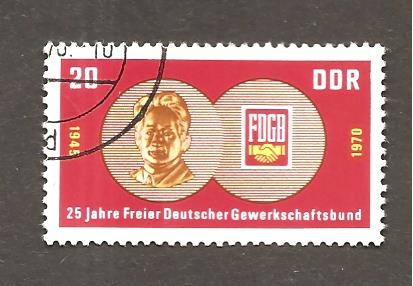 20 DDR
1945
FDGB
1970
25 Jahre Freier Deutscher Gewerkschaftsbund